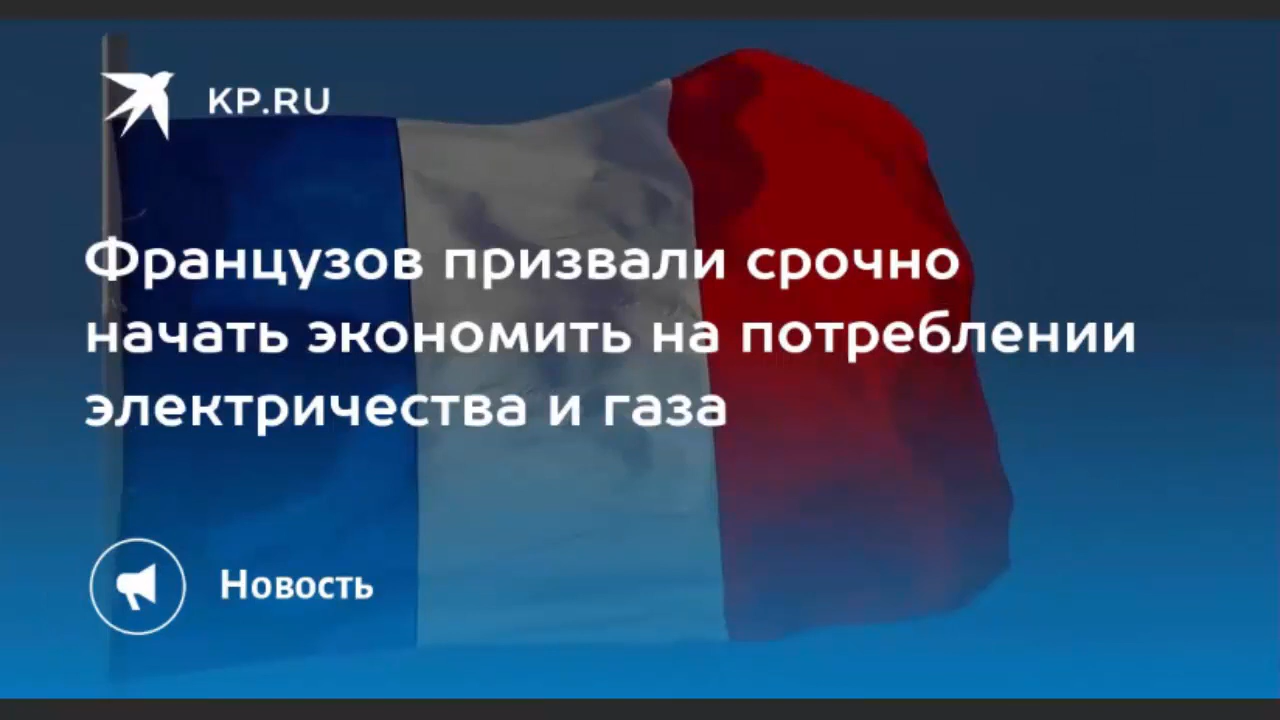 KP.RU
Французов призвали срочно
начать экономить на потреблении
электричества и газа
Новость